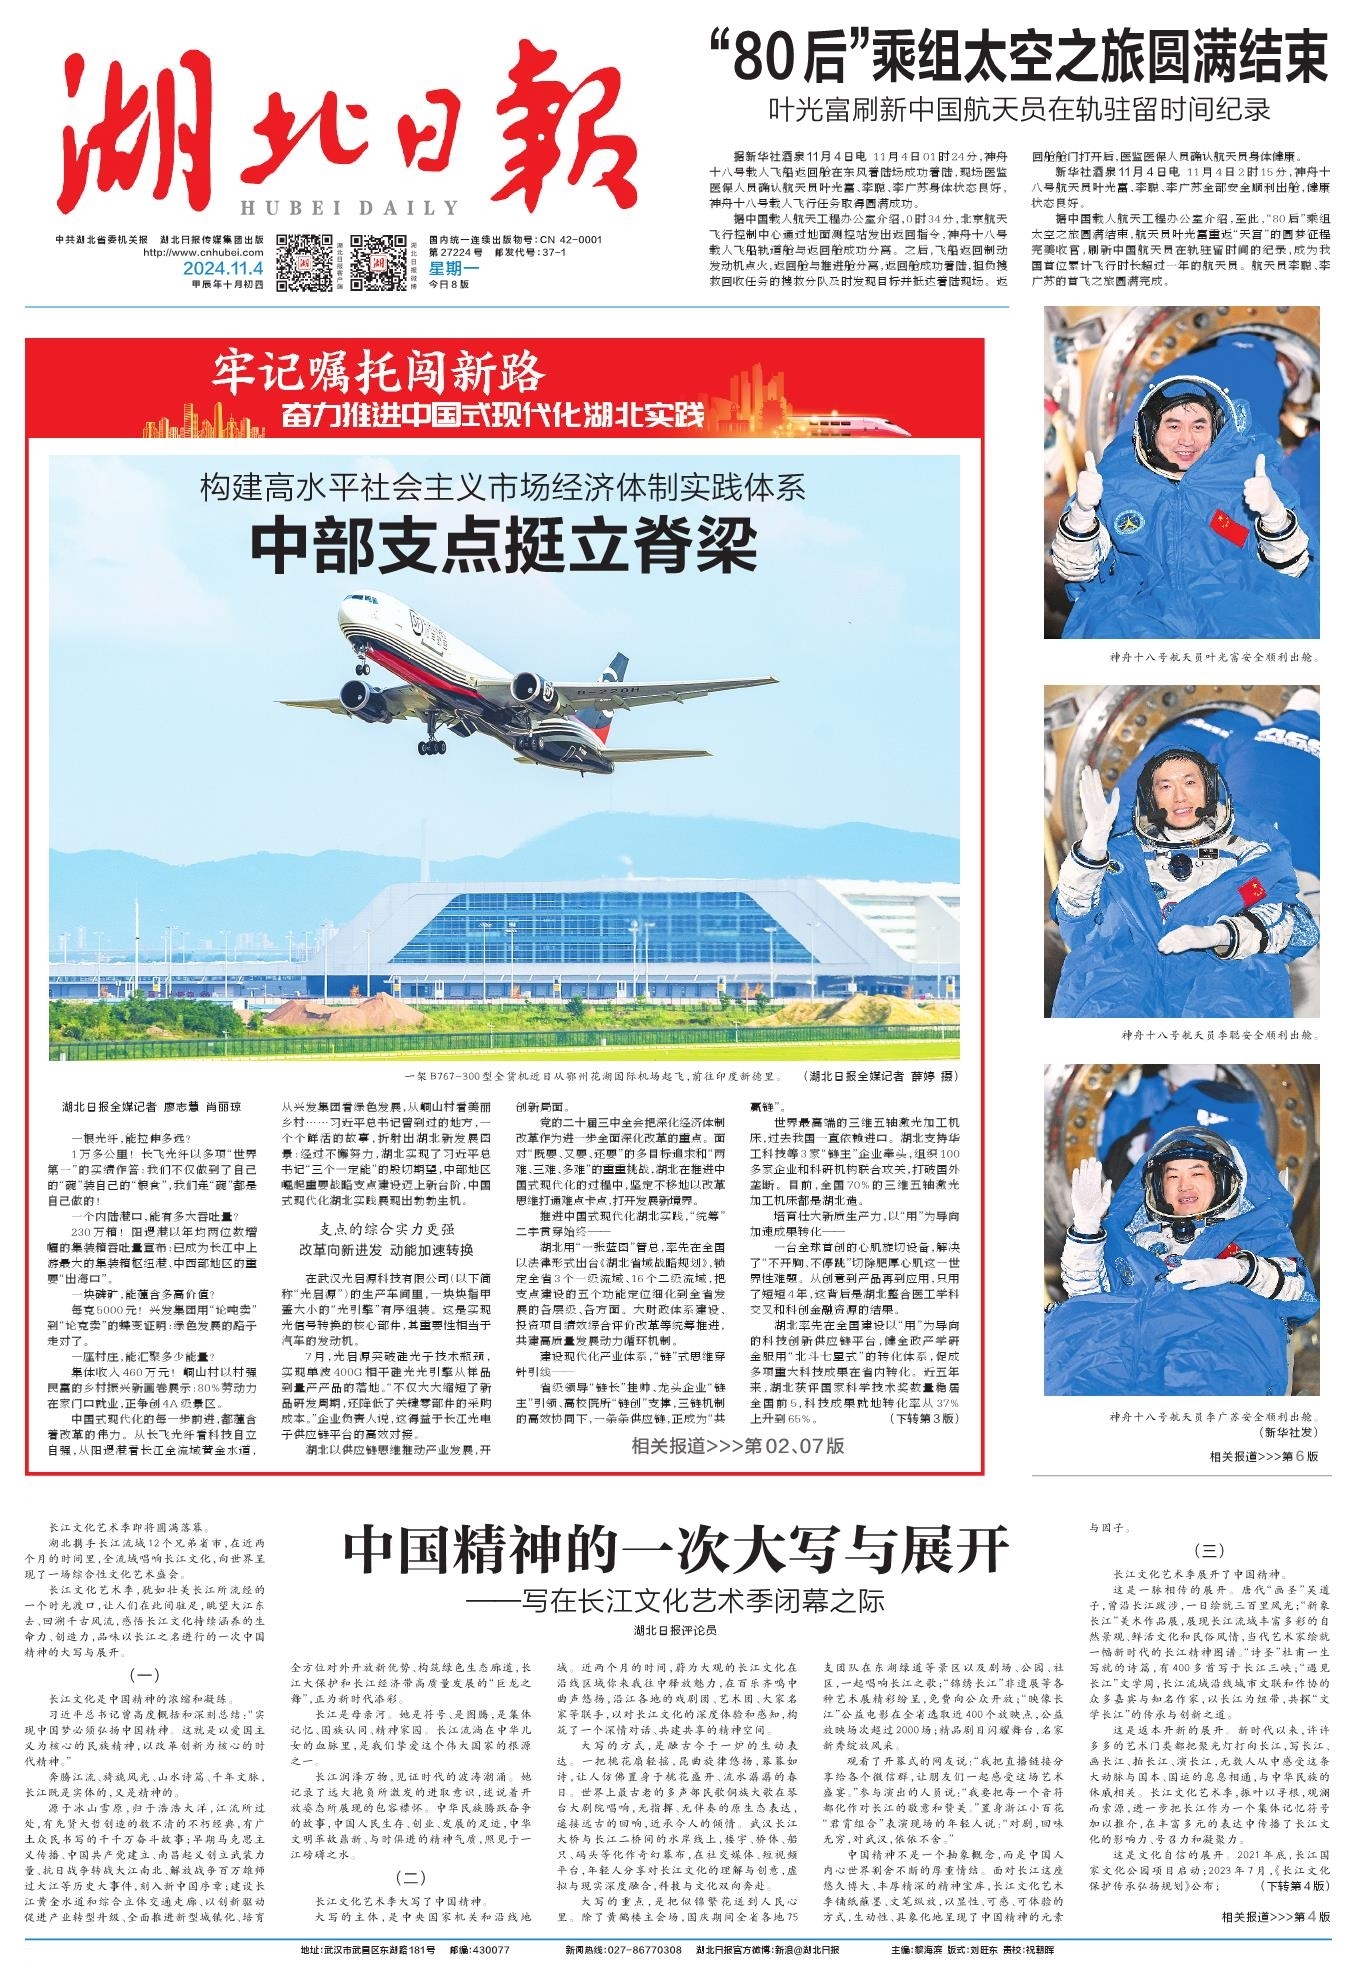 湖北日報
HUBEI DAILY
中共湖北省委机关报 湖北日报传媒集团出版
http://www.cnhubei.com
2024.11.4
甲辰年十月初四
湖北日报客户端
湖北日报微博
国内统一连续出版物号：CN 42-0001
第27224号 邮发代号：37-1
星期一
今日8版
“80后”乘组太空之旅圆满结束
叶光富刷新中国航天员在轨驻留时间纪录
据新华社酒泉11月4日电 11月4日01时24分，神舟
十八号载人飞船返回舱在东风着陆场成功着陆，现场医监
医保人员确认航天员叶光富、李聪、李广苏身体状态良好，
神舟十八号载人飞行任务取得圆满成功。
据中国载人航天工程办公室介绍，0时34分，北京航天
飞行控制中心通过地面测控站发出返回指令，神舟十八号
载人飞船轨道舱与返回舱成功分离。之后，飞船返回制动
发动机点火，返回舱与推进舱分离，返回舱成功着陆，担负搜
救回收任务的搜救分队及时发现目标并抵达着陆现场。返
回舱舱门打开后，医监医保人员确认航天员身体健康。
新华社酒泉11月4日电 11月4日2时15分，神舟十
八号航天员叶光富、李聪、李广苏全部安全顺利出舱，健康
状态良好。
据中国载人航天工程办公室介绍，至此，“80后”乘组
太空之旅圆满结束，航天员叶光富重返“天宫”的圆梦征程
完美收官，刷新中国航天员在轨驻留时间的纪录，成为我
国首位累计飞行时长超过一年的航天员。航天员李聪、李
广苏的首飞之旅圆满完成。
神舟十八号航天员叶光富安全顺利出舱。
神舟十八号航天员李聪安全顺利出舱。
神舟十八号航天员李广苏安全顺利出舱。
（新华社发）
相关报道>>>第6版
牢记嘱托闯新路
奋力推进中国式现代化湖北实践
构建高水平社会主义市场经济体制实践体系
中部支点挺立脊梁
B-220H
一架B767-300型全货机近日从鄂州花湖国际机场起飞，前往印度新德里。 （湖北日报全媒记者 薛婷 摄）
湖北日报全媒记者 廖志慧 肖丽琼
一根光纤，能拉伸多远？
1万多公里！长飞光纤以多项“世界
第一”的实绩作答：我们不仅做到了自己
的“碗”装自己的“粮食”，我们连“碗”都是
自己做的！
一个内陆港口，能有多大吞吐量？
230万箱！阳逻港以年均两位数增
幅的集装箱吞吐量宣布：已成为长江中上
游最大的集装箱枢纽港、中西部地区的重
要“出海口”。
一块磷矿，能蕴含多高价值？
每克5000元！兴发集团用“论吨卖”
到“论克卖”的蝶变证明：绿色发展的路子
走对了。
一座村庄，能汇聚多少能量？
集体收入460万元！峒山村以村强
民富的乡村振兴新画卷展示：80%劳动力
在家门口就业，正争创4A级景区。
中国式现代化的每一步前进，都蕴含
着改革的伟力。从长飞光纤看科技自立
自强，从阳逻港看长江全流域黄金水道，
从兴发集团看绿色发展，从峒山村看美丽
乡村……习近平总书记曾到过的地方，一
个个鲜活的故事，折射出湖北新发展图
景：经过不懈努力，湖北实现了习近平总
书记“三个一定能”的殷切期望，中部地区
崛起重要战略支点建设迈上新台阶，中国
式现代化湖北实践展现出勃勃生机。
支点的综合实力更强
改革向新进发 动能加速转换
在武汉光启源科技有限公司（以下简
称“光启源”）的生产车间里，一块块指甲
盖大小的“光引擎”有序组装。这是实现
光信号转换的核心部件，其重要性相当于
汽车的发动机。
7月，光启源突破硅光子技术瓶颈，
实现单波400G相干硅光光引擎从样品
到量产产品的落地。“不仅大大缩短了新
品研发周期，还降低了关键零部件的采购
成本。”企业负责人说，这得益于长江光电
子供应链平台的高效对接。
湖北以供应链思维推动产业发展，开
创新局面。
党的二十届三中全会把深化经济体制
改革作为进一步全面深化改革的重点。面
对“既要、又要、还要”的多目标追求和“两
难、三难、多难”的重重挑战，湖北在推进中
国式现代化的过程中，坚定不移地以改革
思维打通难点卡点，打开发展新境界。
推进中国式现代化湖北实践，“统筹”
二字贯穿始终——
湖北用“一张蓝图”管总，率先在全国
以法律形式出台《湖北省域战略规划》，锁
定全省3个一级流域、16个二级流域，把
支点建设的五个功能定位细化到全省发
展的各层级、各方面。大财政体系建设、
投资项目绩效综合评价改革等统筹推进，
共建高质量发展动力循环机制。
建设现代化产业体系，“链”式思维穿
针引线——
省级领导“链长”挂帅、龙头企业“链
主”引领、高校院所“链创”支撑，三链机制
的高效协同下，一条条供应链，正成为“共
赢链”。
世界最高端的三维五轴激光加工机
床，过去我国一直依赖进口。湖北支持华
工科技等3家“链主”企业牵头，组织100
多家企业和科研机构联合攻关，打破国外
垄断。目前，全国70%的三维五轴激光
加工机床都是湖北造。
培育壮大新质生产力，以“用”为导向
加速成果转化——
一台全球首创的心肌旋切设备，解决
了“不开胸、不停跳”切除肥厚心肌这一世
界性难题。从创意到产品再到应用，只用
了短短4年，这背后是湖北整合医工学科
交叉和科创金融资源的结果。
湖北率先在全国建设以“用”为导向
的科技创新供应链平台，健全政产学研
金服用“北斗七星式”的转化体系，促成
多项重大科技成果在省内转化。近五年
来，湖北获评国家科学技术奖数量稳居
全国前5，科技成果就地转化率从37%
上升到65%。 （下转第3版）
相关报道>>>第02、07版
中国精神的一次大写与展开
——写在长江文化艺术季闭幕之际
湖北日报评论员
长江文化艺术季即将圆满落幕。
湖北携手长江流域12个兄弟省市，在近两
个月的时间里，全流域唱响长江文化，向世界呈
现了一场综合性文化艺术盛会。
长江文化艺术季，犹如壮美长江所流经的
一个时光渡口，让人们在此间驻足，眺望大江东
去、回溯千古风流，感悟长江文化持续涵养的生
命力、创造力，品味以长江之名进行的一次中国
精神的大写与展开。
（一）
长江文化是中国精神的浓缩和凝练。
习近平总书记曾高度概括和深刻总结：“实
现中国梦必须弘扬中国精神。这就是以爱国主
义为核心的民族精神，以改革创新为核心的时
代精神。”
奔腾江流、旖旎风光、山水诗篇、千年文脉，
长江既是实体的，又是精神的。
源于冰山雪原，归于浩浩大洋，江流所过
处，有先贤大哲创造的数不清的不朽经典，有广
土众民书写的千千万奋斗故事；早期马克思主
义传播、中国共产党建立、南昌起义创立武装力
量、抗日战争转战大江南北、解放战争百万雄师
过大江等历史大事件，刻入新中国序章；建设长
江黄金水道和综合立体交通走廊、以创新驱动
促进产业转型升级、全面推进新型城镇化、培育
全方位对外开放新优势、构筑绿色生态廊道，长
江大保护和长江经济带高质量发展的“巨龙之
舞”，正为新时代添彩。
长江是母亲河。她是符号、是图腾，是集体
记忆、国族认同、精神家园。长江流淌在中华儿
女的血脉里，是我们挚爱这个伟大国家的根源
之一。
长江润泽万物，见证时代的波涛潮涌。她
记录了远大抱负所激发的进取意识，述说着开
放姿态所展现的包容襟怀。中华民族腾跃奋争
的故事，中国人民生存、创业、发展的足迹，中华
文明革故鼎新、与时俱进的精神气质，照见于一
江磅礴之水。
（二）
长江文化艺术季大写了中国精神。
大写的主体，是中央国家机关和沿线地
域。近两个月的时间，蔚为大观的长江文化在
沿线区域你来我往中释放魅力，在百乐齐鸣中
曲声悠扬，沿江各地的戏剧团、艺术团、大家名
家等联手，以对长江文化的深度体验和感知，构
筑了一个深情对话、共建共享的精神空间。
大写的方式，是融古今于一炉的生动表
达。一把桃花扇轻摇，昆曲旋律悠扬，幕幕如
诗，让人仿佛置身于桃花盛开、流水潺潺的春
日。世界上最古老的多声部民歌侗族大歌在琴
台大剧院唱响，无指挥、无伴奏的原生态表达，
遥接远古的回响，近承今人的倾情。武汉长江
大桥与长江二桥间的水岸线上，楼宇、桥体、船
只、码头等化作奇幻幕布，在社交媒体、短视频
平台，年轻人分享对长江文化的理解与创意，虚
拟与现实深度融合，科技与文化双向奔赴。
大写的重点，是把似锦繁花送到人民心
里。除了黄鹤楼主会场，国庆期间全省各地75
支团队在东湖绿道等景区以及剧场、公园、社
区，一起唱响长江之歌；“锦绣长江”非遗展等各
种艺术展精彩纷呈，免费向公众开放；“映像长
江”公益电影在全省选取近400个放映点，公益
放映场次超过2000场；精品剧目闪耀舞台，名家
新秀绽放风采。
观看了开幕式的网友说：“我把直播链接分
享给各个微信群，让朋友们一起感受这场艺术
盛宴。”参与演出的人员说：“我要把每一个音符
都化作对长江的敬意和赞美。”置身浙江小百花
“君霄组合”表演现场的年轻人说：“对剧，回味
无穷，对武汉，依依不舍。”
中国精神不是一个抽象概念，而是中国人
内心世界割舍不断的厚重情结。面对长江这座
悠久博大、丰厚精深的精神宝库，长江文化艺术
季铺纸蘸墨、文笔纵放，以显性、可感、可体验的
方式，生动性、具象化地呈现了中国精神的元素
与因子。
（三）
长江文化艺术季展开了中国精神。
这是一脉相传的展开。唐代“画圣”吴道
子，曾沿长江跋涉，一日绘就三百里风光；“新象
长江”美术作品展，展现长江流域丰富多彩的自
然景观、鲜活文化和民俗风情，当代艺术家绘就
一幅新时代的长江精神图谱。“诗圣”杜甫一生
写就的诗篇，有400多首写于长江三峡；“遇见
长江”文学周，长江流域沿线城市文联和作协的
众多嘉宾与知名作家，以长江为纽带，共探“文
学长江”的传承与创新之道。
这是返本开新的展开。新时代以来，许许
多多的艺术门类都把聚光灯打向长江，写长江、
画长江、拍长江、演长江，无数人从中感受这条
大动脉与国本、国运的息息相通，与中华民族的
休戚相关。长江文化艺术季，振叶以寻根，观澜
而索源，进一步把长江作为一个集体记忆符号
加以推介，在丰富多元的表达中传播了长江文
化的影响力、号召力和凝聚力。
这是文化自信的展开。2021年底，长江国
家文化公园项目启动；2023年7月，《长江文化
保护传承弘扬规划》公布； （下转第4版）
相关报道>>>第4版
地址：武汉市武昌区东湖路181号 邮编：430077 新闻热线：027-86770308 湖北日报官方微博：新浪@湖北日报 主编：黎海滨 版式：刘旺东 责校：祝朝晖